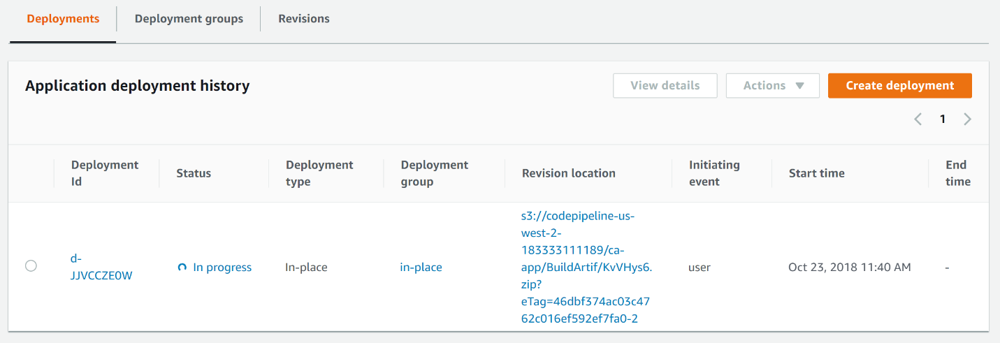 Deployments
Deployment groups
Revisions
Application deployment history
View details
Actions
Create deployment
1
Deployment
Id
Status
Deployment
type
Deployment
group
Revision location
Initiating
event
Start time
End
time
d-
JJVCCZE0W
In progress
In-place
in-place
s3://codepipeline-us-
west-2-
183333111189/ca-
app/BuildArtif/KvVHys6.
zip?
eTag=46dbf374ac03c47
62c016ef592ef7fa0-2
user
Oct 23, 2018 11:40 AM
-